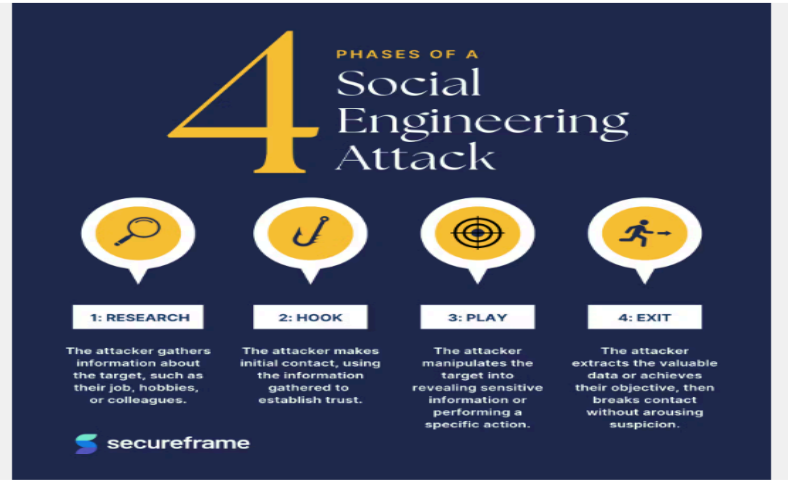 4
PHASES OF A
Social
Engineering
Attack
1: RESEARCH
The attacker gathers
information about
the target, such as
their job, hobbies,
or colleagues.
2: HOOK
The attacker makes
initial contact, using
the information
gathered to
establish trust.
3: PLAY
The attacker
manipulates the
target into
revealing sensitive
information or
performing a
specific action.
4: EXIT
The attacker
extracts the valuable
data or achieves
their objective, then
breaks contact
without arousing
suspicion.
secureframe